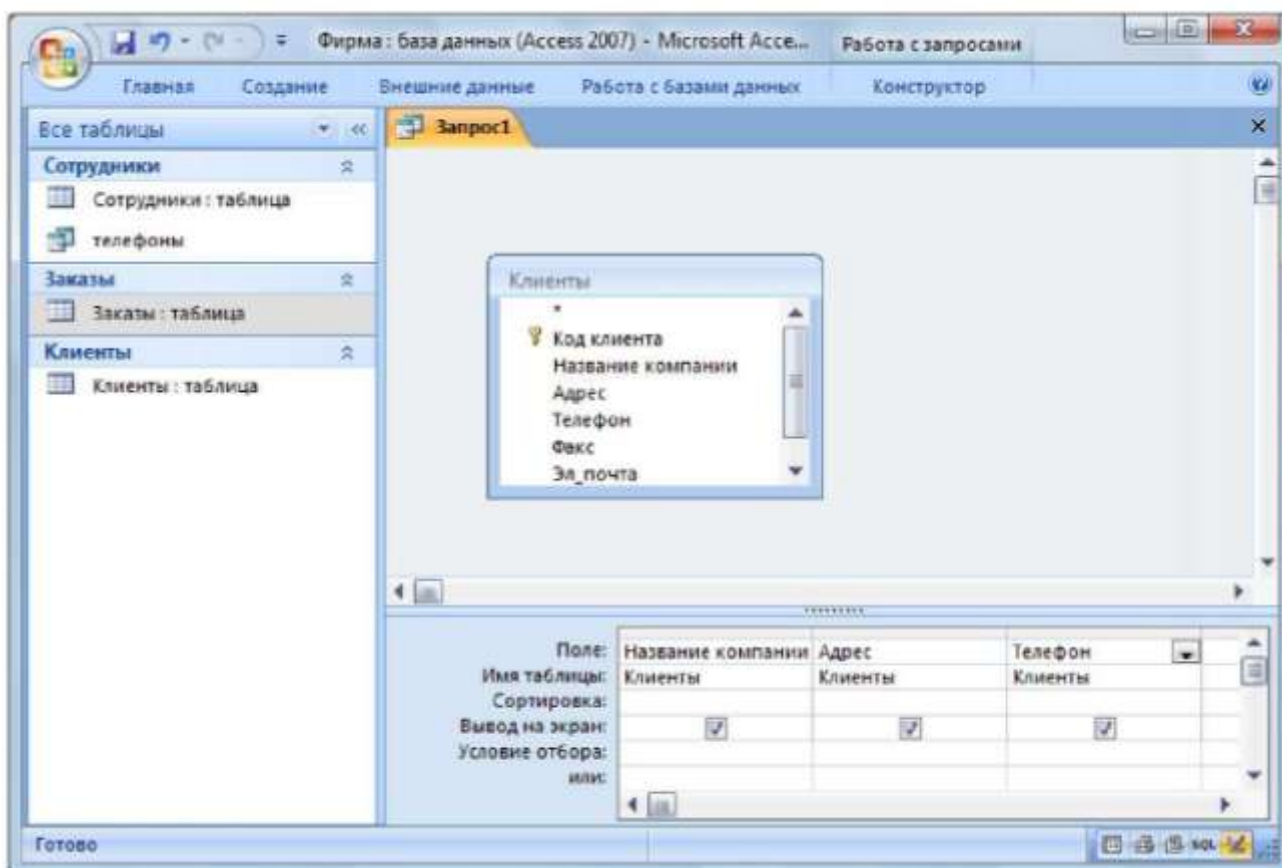 Фирма : база данных (Access 2007) - Microsoft Acce...
Работа с запросами
Главная
Создание
Внешние данные
Работа с базами данных
Конструктор
Все таблицы
Запрос1
Сотрудники
Сотрудники : таблица
телефоны
Заказы
Заказы : таблица
Клиенты
Клиенты : таблица
Клиенты
*
Код клиента
Название компании
Адрес
Телефон
Факс
Эл_почта
Поле: Название компании Адрес Телефон
Имя таблицы: Клиенты Клиенты Клиенты
Сортировка:
Вывод на экран:
Условие отбора:
или:
Готово
SQL